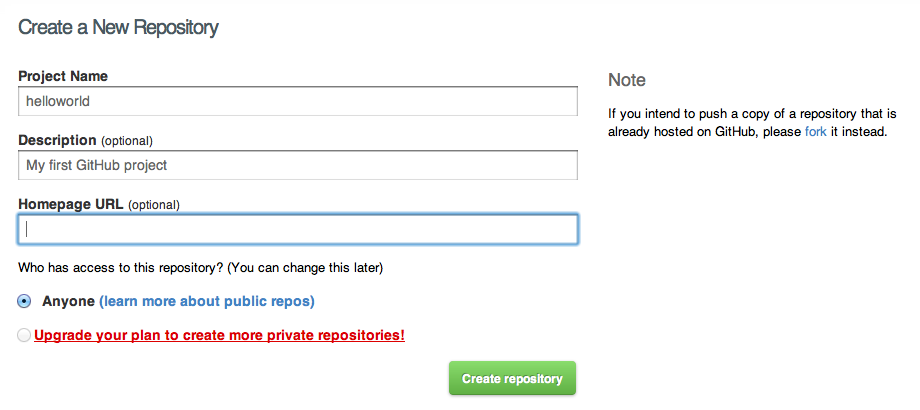 Create a New Repository
Project Name
helloworld
Description (optional)
My first GitHub project
Homepage URL (optional)
Who has access to this repository? (You can change this later)
Anyone (learn more about public repos)
Upgrade your plan to create more private repositories!
Create repository
Note
If you intend to push a copy of a repository that is
already hosted on GitHub, please fork it instead.